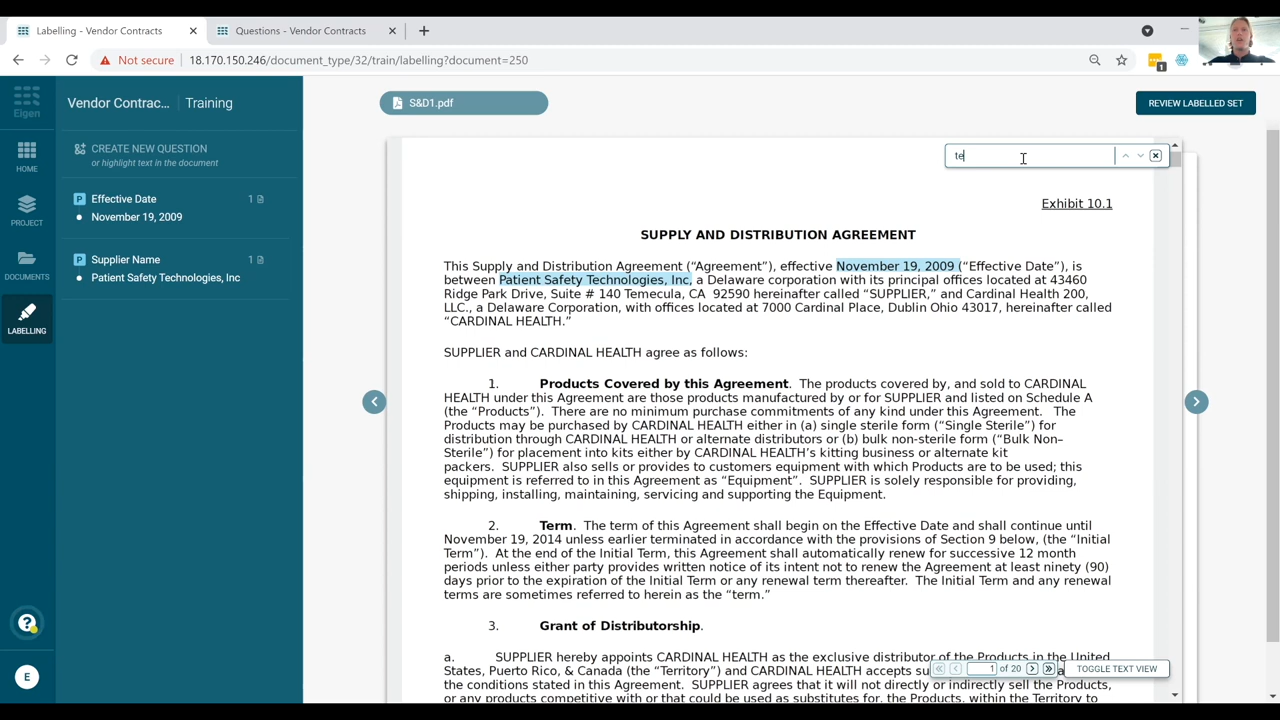 Labelling - Vendor Contracts
Questions - Vendor Contracts
Not secure
18.170.150.246/document_type/32/train/labelling?document=250
1
Eigen
HOME
PROJECT
DOCUMENTS
LABELLING
E
Vendor Contrac... Training
CREATE NEW QUESTION
or highlight text in the document
P Effective Date 1
November 19, 2009
P Supplier Name 1
Patient Safety Technologies, Inc
S&D1.pdf
REVIEW LABELLED SET
te
Exhibit 10.1
SUPPLY AND DISTRIBUTION AGREEMENT
This Supply and Distribution Agreement (“Agreement”), effective November 19, 2009 (“Effective Date”), is
between Patient Safety Technologies, Inc, a Delaware corporation with its principal offices located at 43460
Ridge Park Drive, Suite # 140 Temecula, CA 92590 hereinafter called “SUPPLIER,” and Cardinal Health 200,
LLC., a Delaware Corporation, with offices located at 7000 Cardinal Place, Dublin Ohio 43017, hereinafter called
“CARDINAL HEALTH.”
SUPPLIER and CARDINAL HEALTH agree as follows:
1. Products Covered by this Agreement. The products covered by, and sold to CARDINAL
HEALTH under this Agreement are those products manufactured by or for SUPPLIER and listed on Schedule A
(the “Products”). There are no minimum purchase commitments of any kind under this Agreement. The
Products may be purchased by CARDINAL HEALTH either in (a) single sterile form (“Single Sterile”) for
distribution through CARDINAL HEALTH or alternate distributors or (b) bulk non-sterile form (“Bulk Non–
Sterile”) for placement into kits either by CARDINAL HEALTH’s kitting business or alternate kit
packers. SUPPLIER also sells or provides to customers equipment with which Products are to be used; this
equipment is referred to in this Agreement as “Equipment”. SUPPLIER is solely responsible for providing,
shipping, installing, maintaining, servicing and supporting the Equipment.
2. Term. The term of this Agreement shall begin on the Effective Date and shall continue until
November 19, 2014 unless earlier terminated in accordance with the provisions of Section 9 below, (the “Initial
Term”). At the end of the Initial Term, this Agreement shall automatically renew for successive 12 month
periods unless either party provides written notice of its intent not to renew the Agreement at least ninety (90)
days prior to the expiration of the Initial Term or any renewal term thereafter. The Initial Term and any renewal
terms are sometimes referred to herein as the “term.”
3. Grant of Distributorship.
a. SUPPLIER hereby appoints CARDINAL HEALTH as the exclusive distributor of the Products in the United
States, Puerto Rico, & Canada (the “Territory”) and CARDINAL HEALTH accepts
the conditions stated in this Agreement. SUPPLIER agrees that it will not directly or indirectly sell the Products,
or any products competitive with or that could be used as substitutes for, the Products, within the Territory to
1 of 20
TOGGLE TEXT VIEW